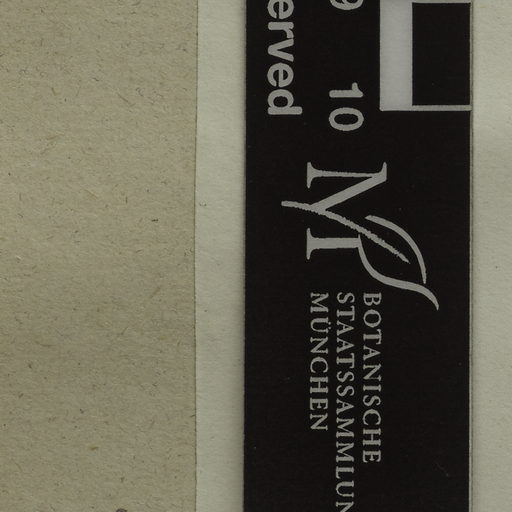 erved
9 10
BOTANISCHE
STAATSSAMMLUN
MÜNCHEN